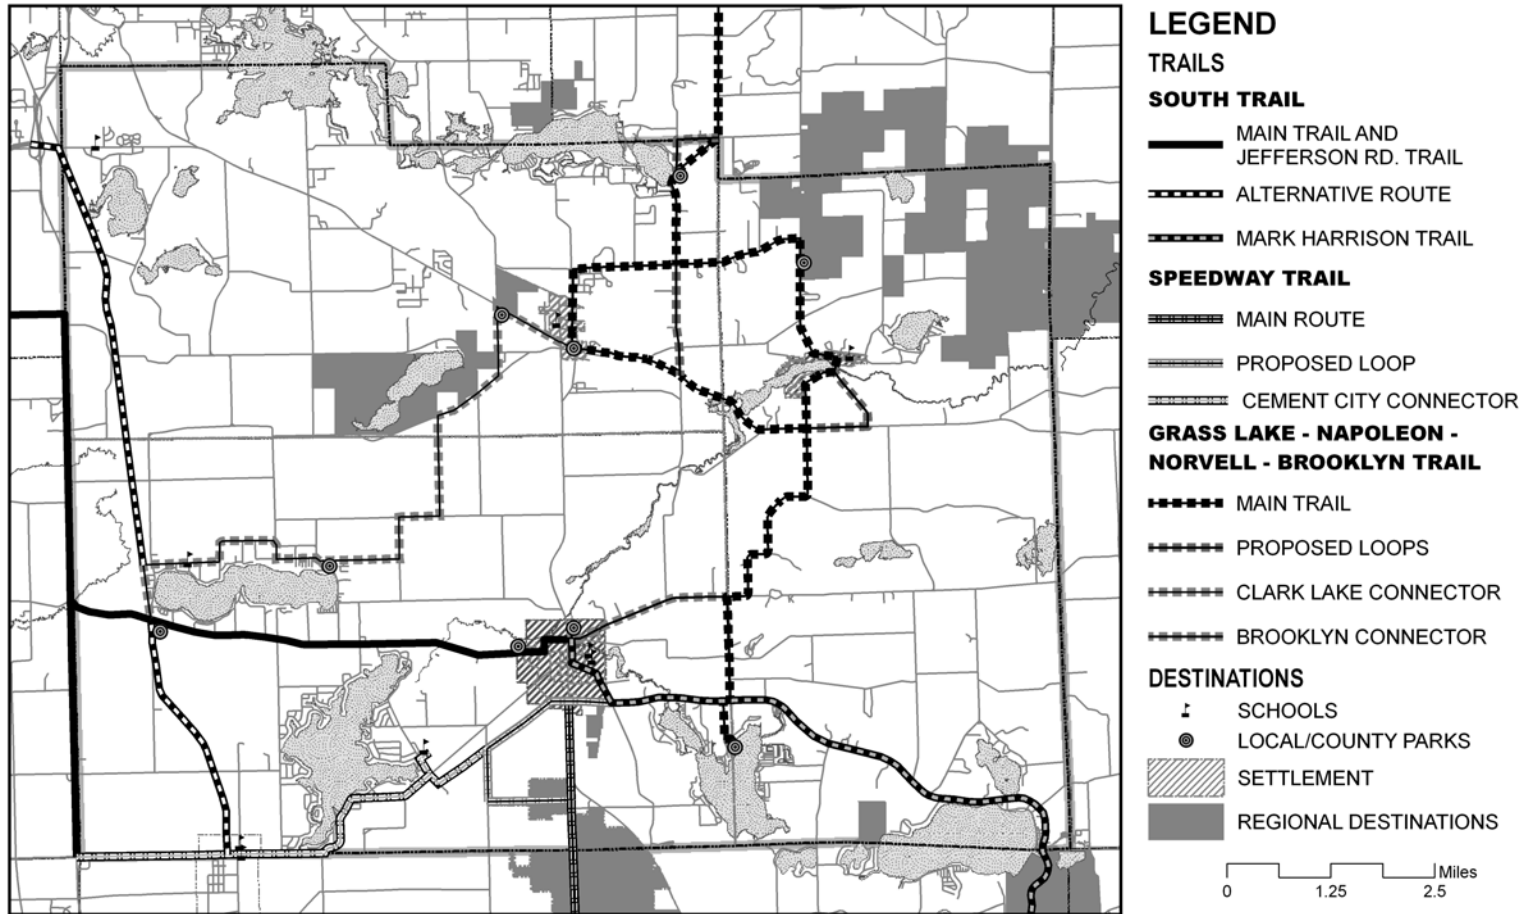 LEGEND
TRAILS
SOUTH TRAIL
MAIN TRAIL AND
JEFFERSON RD. TRAIL
ALTERNATIVE ROUTE
MARK HARRISON TRAIL
SPEEDWAY TRAIL
MAIN ROUTE
PROPOSED LOOP
CEMENT CITY CONNECTOR
GRASS LAKE - NAPOLEON -
NORVELL - BROOKLYN TRAIL
MAIN TRAIL
PROPOSED LOOPS
CLARK LAKE CONNECTOR
BROOKLYN CONNECTOR
DESTINATIONS
SCHOOLS
LOCAL/COUNTY PARKS
SETTLEMENT
REGIONAL DESTINATIONS
Miles
0 1.25 2.5